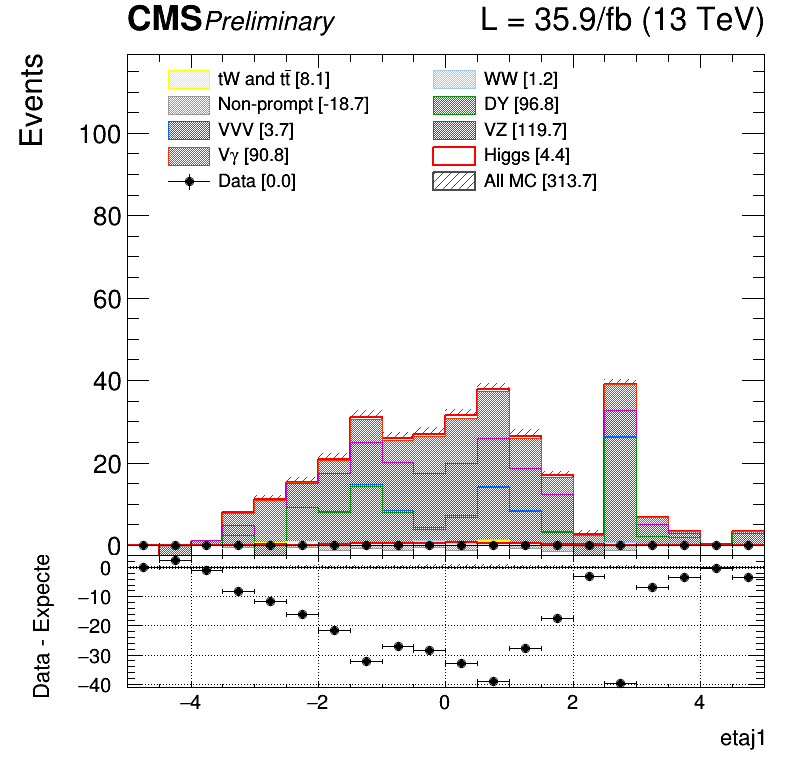 CMS Preliminary L = 35.9/fb (13 TeV)
Events
tW and tt̄ [8.1] WW [1.2]
Non-prompt [-18.7] DY [96.8]
VVV [3.7] VZ [119.7]
Vγ [90.8] Higgs [4.4]
Data [0.0] All MC [313.7]
100
80
60
40
20
0
Data - Expecte
0
−10
−20
−30
−40
−4 −2 0 2 4
etaj1